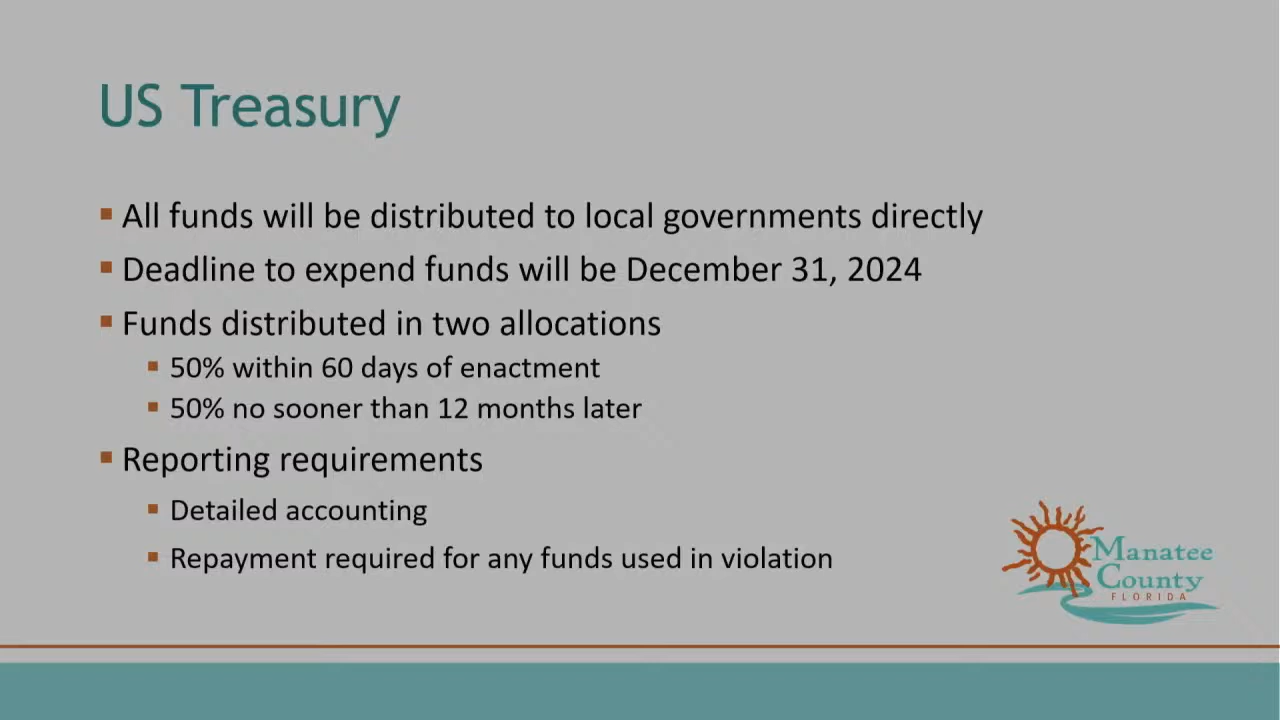 US Treasury
All funds will be distributed to local governments directly
Deadline to expend funds will be December 31, 2024
Funds distributed in two allocations
50% within 60 days of enactment
50% no sooner than 12 months later
Reporting requirements
Detailed accounting
Repayment required for any funds used in violation
Manatee
County
FLORIDA